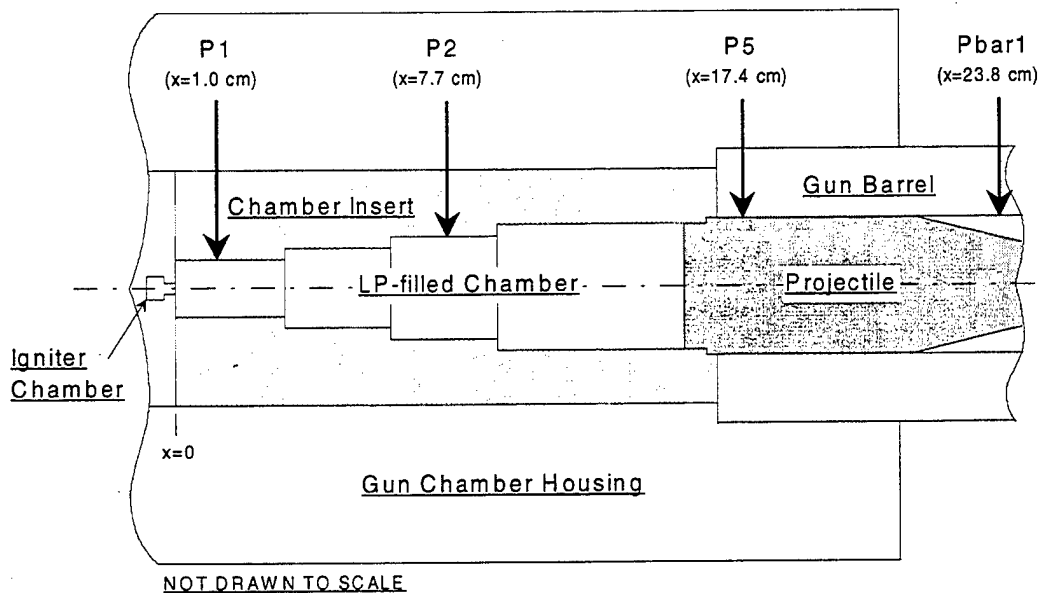 P1
(x=1.0 cm)
P2
(x=7.7 cm)
P5
(x=17.4 cm)
Pbar1
(x=23.8 cm)
Gun Barrel
Chamber Insert
LP-filled Chamber
Projectile
Igniter
Chamber
x=0
Gun Chamber Housing
NOT DRAWN TO SCALE